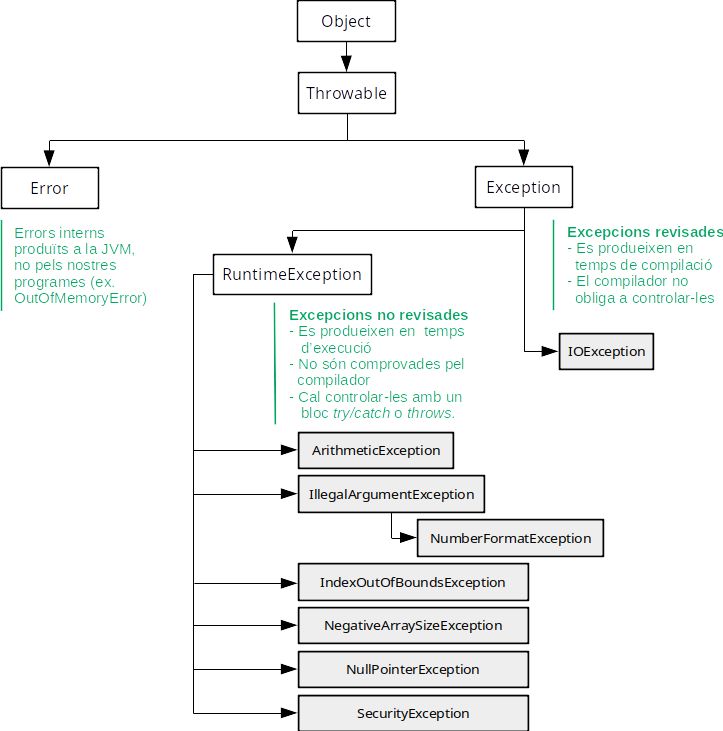 Object
Throwable
Error
Exception
Errors interns
produïts a la JVM,
no pels nostres
programes (ex.
OutOfMemoryError)
Excepcions revisades
- Es produeixen en
temps de compilació
- El compilador no
obliga a controlar-les
RuntimeException
Excepcions no revisades
- Es produeixen en temps
d'execució
- No són comprovades pel
compilador
- Cal controlar-les amb un
bloc try/catch o throws.
IOException
ArithmeticException
IllegalArgumentException
NumberFormatException
IndexOutOfBoundsException
NegativeArraySizeException
NullPointerException
SecurityException